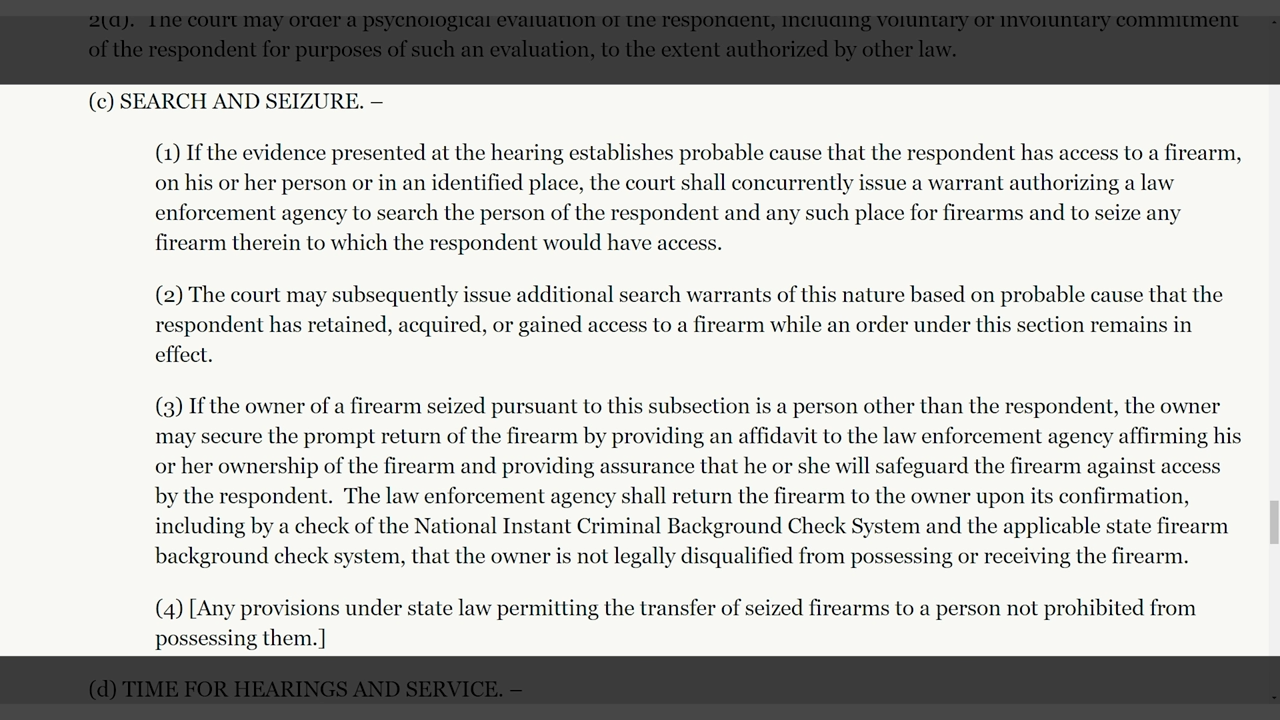 2(d).  The court may order a psychological evaluation of the respondent, including voluntary or involuntary commitment
of the respondent for purposes of such an evaluation, to the extent authorized by other law.
(c) SEARCH AND SEIZURE. –
(1) If the evidence presented at the hearing establishes probable cause that the respondent has access to a firearm,
on his or her person or in an identified place, the court shall concurrently issue a warrant authorizing a law
enforcement agency to search the person of the respondent and any such place for firearms and to seize any
firearm therein to which the respondent would have access.
(2) The court may subsequently issue additional search warrants of this nature based on probable cause that the
respondent has retained, acquired, or gained access to a firearm while an order under this section remains in
effect.
(3) If the owner of a firearm seized pursuant to this subsection is a person other than the respondent, the owner
may secure the prompt return of the firearm by providing an affidavit to the law enforcement agency affirming his
or her ownership of the firearm and providing assurance that he or she will safeguard the firearm against access
by the respondent.  The law enforcement agency shall return the firearm to the owner upon its confirmation,
including by a check of the National Instant Criminal Background Check System and the applicable state firearm
background check system, that the owner is not legally disqualified from possessing or receiving the firearm.
(4) [Any provisions under state law permitting the transfer of seized firearms to a person not prohibited from
possessing them.]
(d) TIME FOR HEARINGS AND SERVICE. –